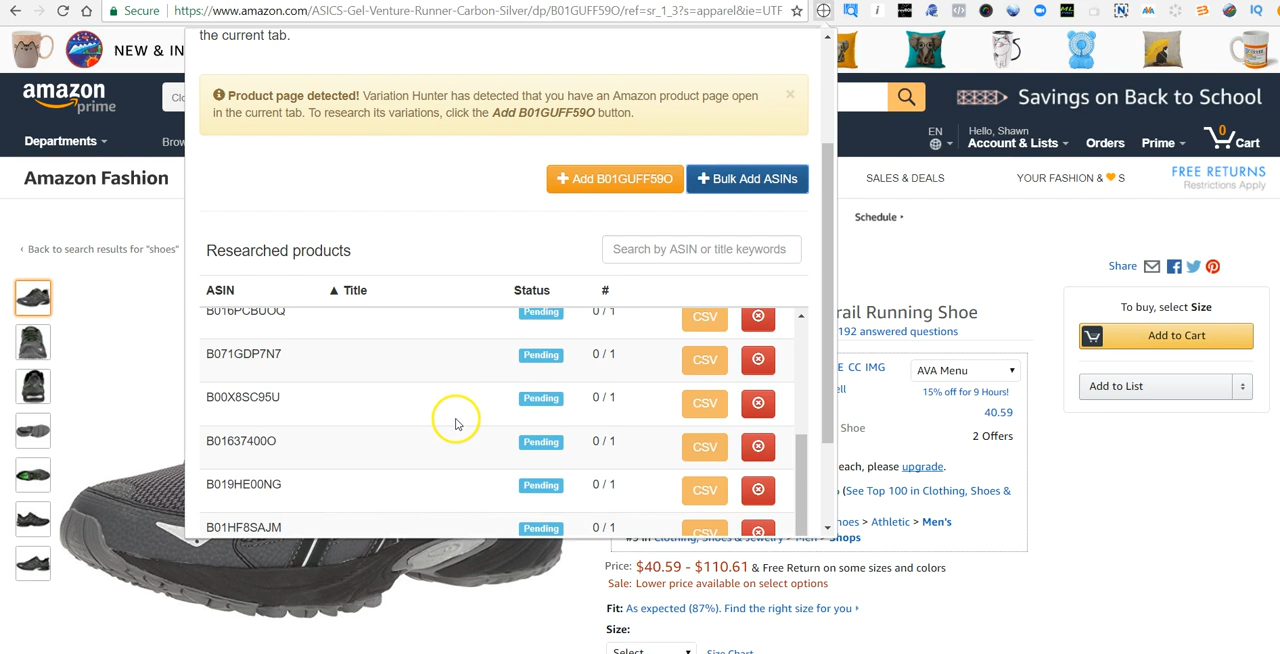 Secure
https://www.amazon.com/ASICS-Gel-Venture-Runner-Carbon-Silver/dp/B01GUFF59O/ref=sr_1_3?s=apparel&ie=UTF
NEW & IN
the current tab.
amazon
prime
Savings on Back to School
Product page detected! Variation Hunter has detected that you have an Amazon product page open
in the current tab. To research its variations, click the Add B01GUFF59O button.
×
Departments
Brow
EN
Hello, Shawn
Account & Lists
Orders
Prime
0
Cart
Amazon Fashion
+ Add B01GUFF59O
+ Bulk Add ASINs
SALES & DEALS
YOUR FASHION & S
FREE RETURNS
Restrictions Apply
Schedule
‹ Back to search results for "shoes"
Researched products
Search by ASIN or title keywords
Share
ASIN
▲ Title
Status
#
B016PCBUOQ
Pending
0 / 1
CSV
B071GDP7N7
Pending
0 / 1
CSV
B00X8SC95U
Pending
0 / 1
CSV
B01637400O
Pending
0 / 1
CSV
B019HE00NG
Pending
0 / 1
CSV
B01HF8SAJM
Pending
0 / 1
CSV
rail Running Shoe
192 answered questions
E CC IMG
AVA Menu
ell
15% off for 9 Hours!
40.59
Shoe
2 Offers
each, please upgrade.
(See Top 100 in Clothing, Shoes &
hoes > Athletic > Men's
#5 in Clothing, Shoes & Jewelry > Men > Shops
To buy, select Size
Add to Cart
Add to List
Price: $40.59 - $110.61 & Free Return on some sizes and colors
Sale: Lower price available on select options
Fit: As expected (87%). Find the right size for you ›
Size:
Select
Size Chart